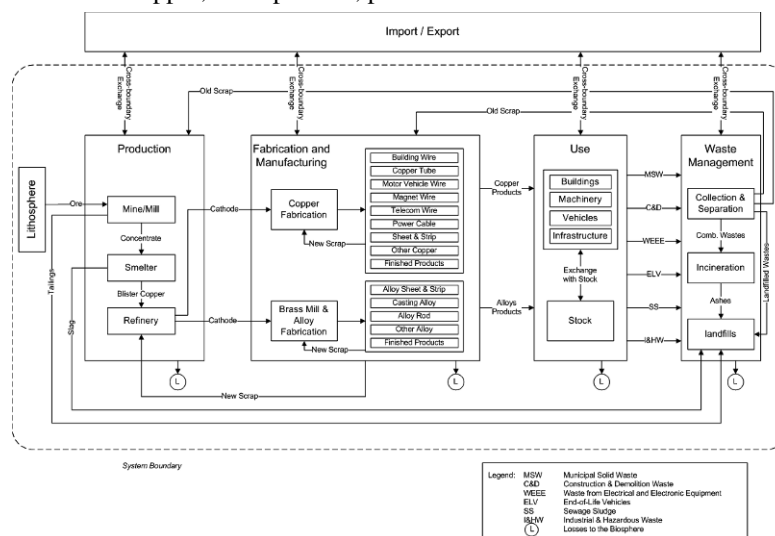 Import / Export
Cross-boundary
Exchange
Cross-boundary
Exchange
Cross-boundary
Exchange
Cross-boundary
Exchange
Old Scrap
Old Scrap
Lithosphere
Ore
Tailings
Slag
Production
Mine/Mill
Concentrate
Smelter
Blister Copper
Refinery
Cathode
Cathode
New Scrap
Fabrication and
Manufacturing
Copper
Fabrication
New Scrap
Building Wire
Copper Tube
Motor Vehicle Wire
Magnet Wire
Telecom Wire
Power Cable
Sheet & Strip
Other Copper
Finished Products
Brass Mill &
Alloy
Fabrication
New Scrap
Alloy Sheet & Strip
Casting Alloy
Alloy Rod
Other Alloy
Finished Products
Copper
Products
Alloys
Products
Use
Buildings
Machinery
Vehicles
Infrastructure
Exchange
with Stock
Stock
MSW
C&D
WEEE
ELV
SS
I&HW
Waste
Management
Collection &
Separation
Comb. Wastes
Incineration
Ashes
landfills
Landfilled Wastes
L
L
L
L
System Boundary
Legend: MSW Municipal Solid Waste
C&D Construction & Demolition Waste
WEEE Waste from Electrical and Electronic Equipment
ELV End-of-Life Vehicles
SS Sewage Sludge
I&HW Industrial & Hazardous Waste
L Losses to the Biosphere